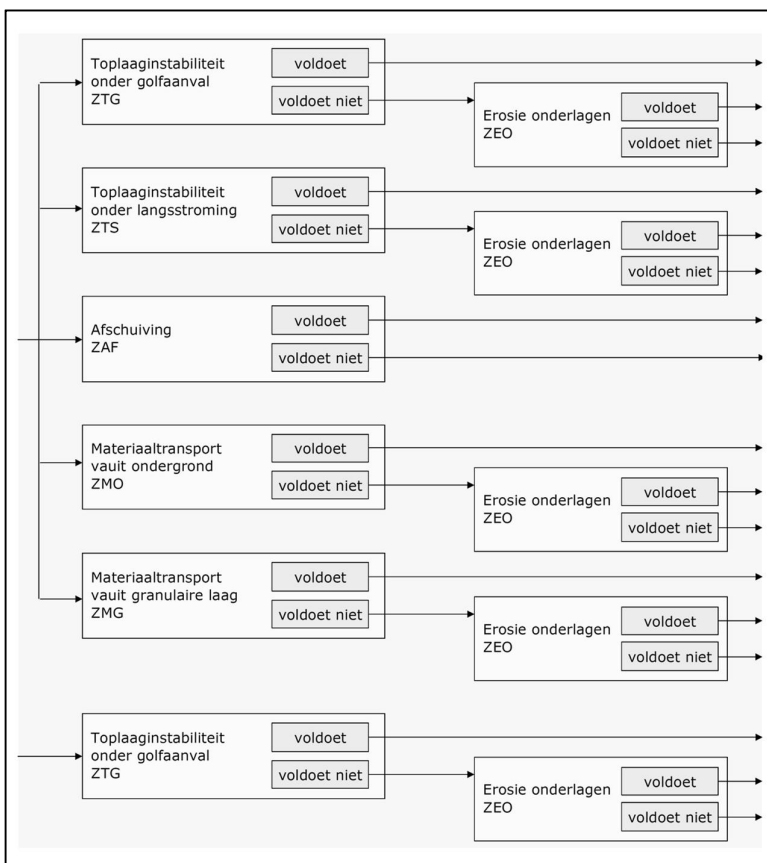 Toplaaginstabiliteit
onder golfaanval
ZTG
voldoet
voldoet niet
Erosie onderlagen
ZEO
voldoet
voldoet niet
Toplaaginstabiliteit
onder langsstroming
ZTS
voldoet
voldoet niet
Erosie onderlagen
ZEO
voldoet
voldoet niet
Afschuiving
ZAF
voldoet
voldoet niet
Materiaaltransport
vauit ondergrond
ZMO
voldoet
voldoet niet
Erosie onderlagen
ZEO
voldoet
voldoet niet
Materiaaltransport
vauit granulaire laag
ZMG
voldoet
voldoet niet
Erosie onderlagen
ZEO
voldoet
voldoet niet
Toplaaginstabiliteit
onder golfaanval
ZTG
voldoet
voldoet niet
Erosie onderlagen
ZEO
voldoet
voldoet niet